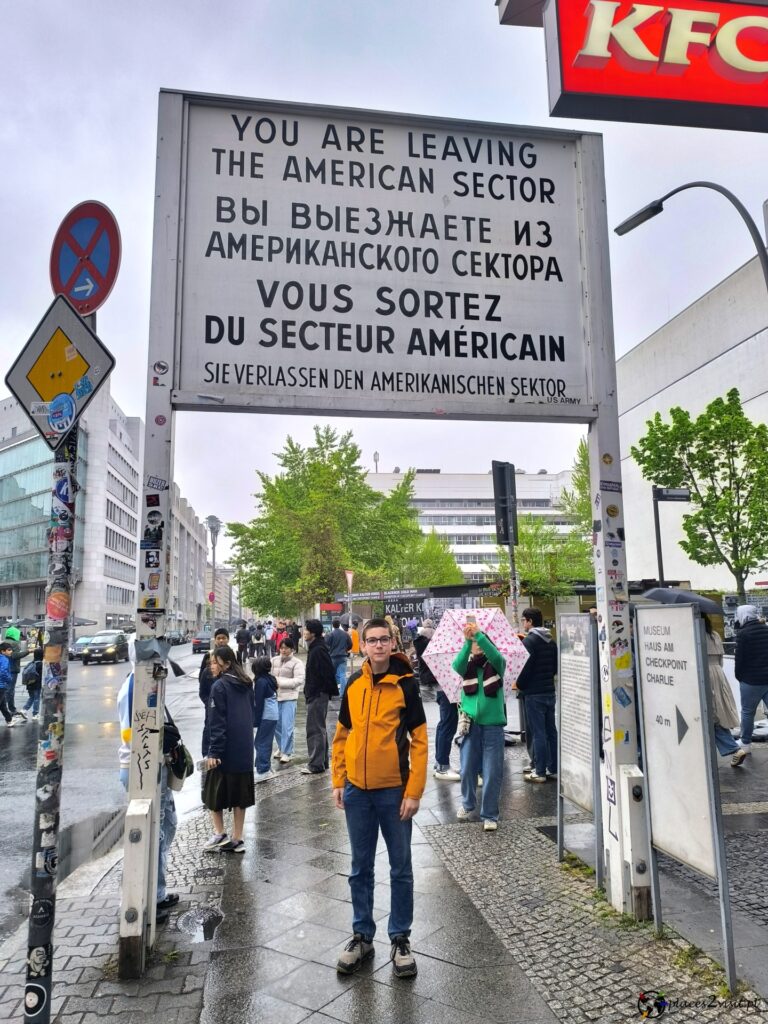 KFC
YOU ARE LEAVING
THE AMERICAN SECTOR
ВЫ ВЫЕЗЖАЕТЕ ИЗ
АМЕРИКАНСКОГО СЕКТОРА
VOUS SORTEZ
DU SECTEUR AMÉRICAIN
SIE VERLASSEN DEN AMERIKANISCHEN SEKTOR
US ARMY
KALTER
MUSEUM
HAUS AM
CHECKPOINT
CHARLIE
40 m
places2visit.pl